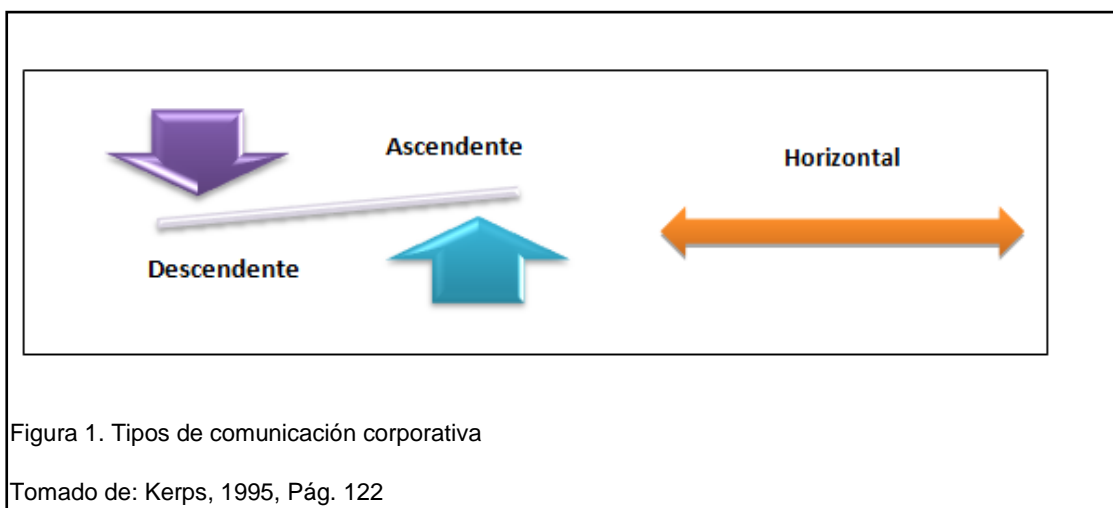 Ascendente
Horizontal
Descendente
Figura 1. Tipos de comunicación corporativa
Tomado de: Kerps, 1995, Pág. 122